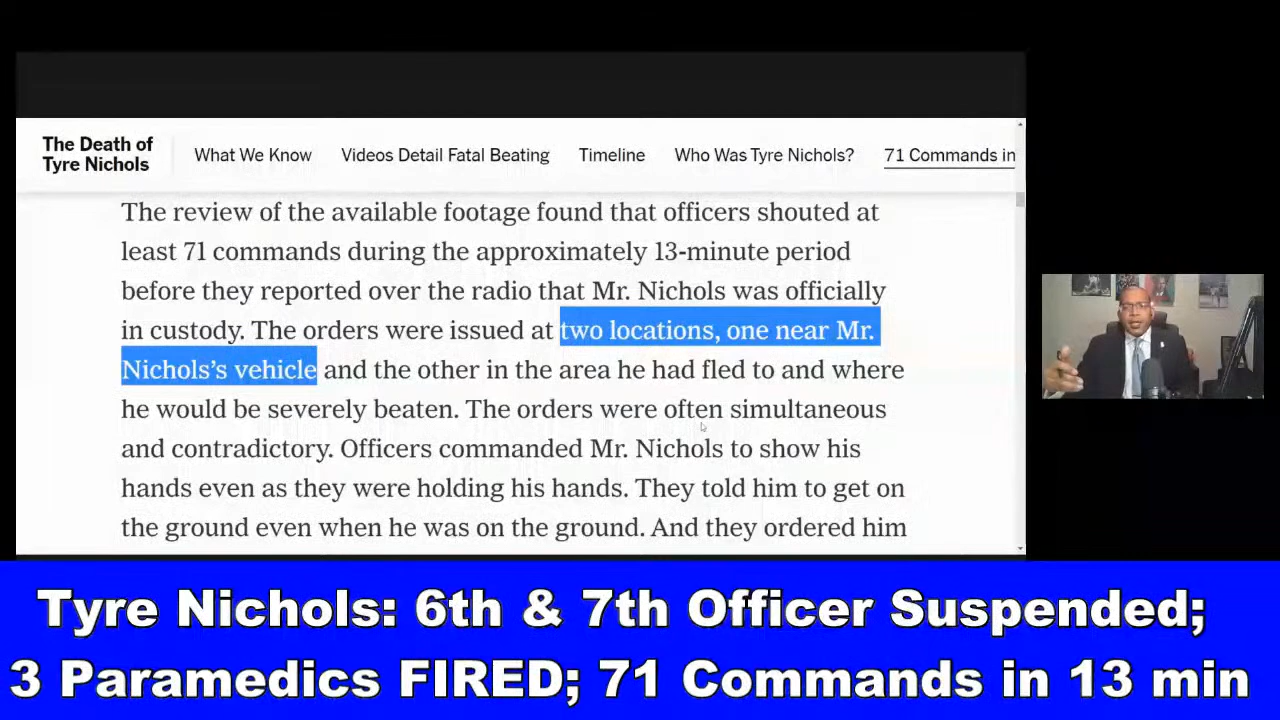 The Death of
Tyre Nichols
What We Know
Videos Detail Fatal Beating
Timeline
Who Was Tyre Nichols?
71 Commands in
The review of the available footage found that officers shouted at
least 71 commands during the approximately 13-minute period
before they reported over the radio that Mr. Nichols was officially
in custody. The orders were issued at two locations, one near Mr.
Nichols’s vehicle and the other in the area he had fled to and where
he would be severely beaten. The orders were often simultaneous
and contradictory. Officers commanded Mr. Nichols to show his
hands even as they were holding his hands. They told him to get on
the ground even when he was on the ground. And they ordered him
Tyre Nichols: 6th & 7th Officer Suspended;
3 Paramedics FIRED; 71 Commands in 13 min